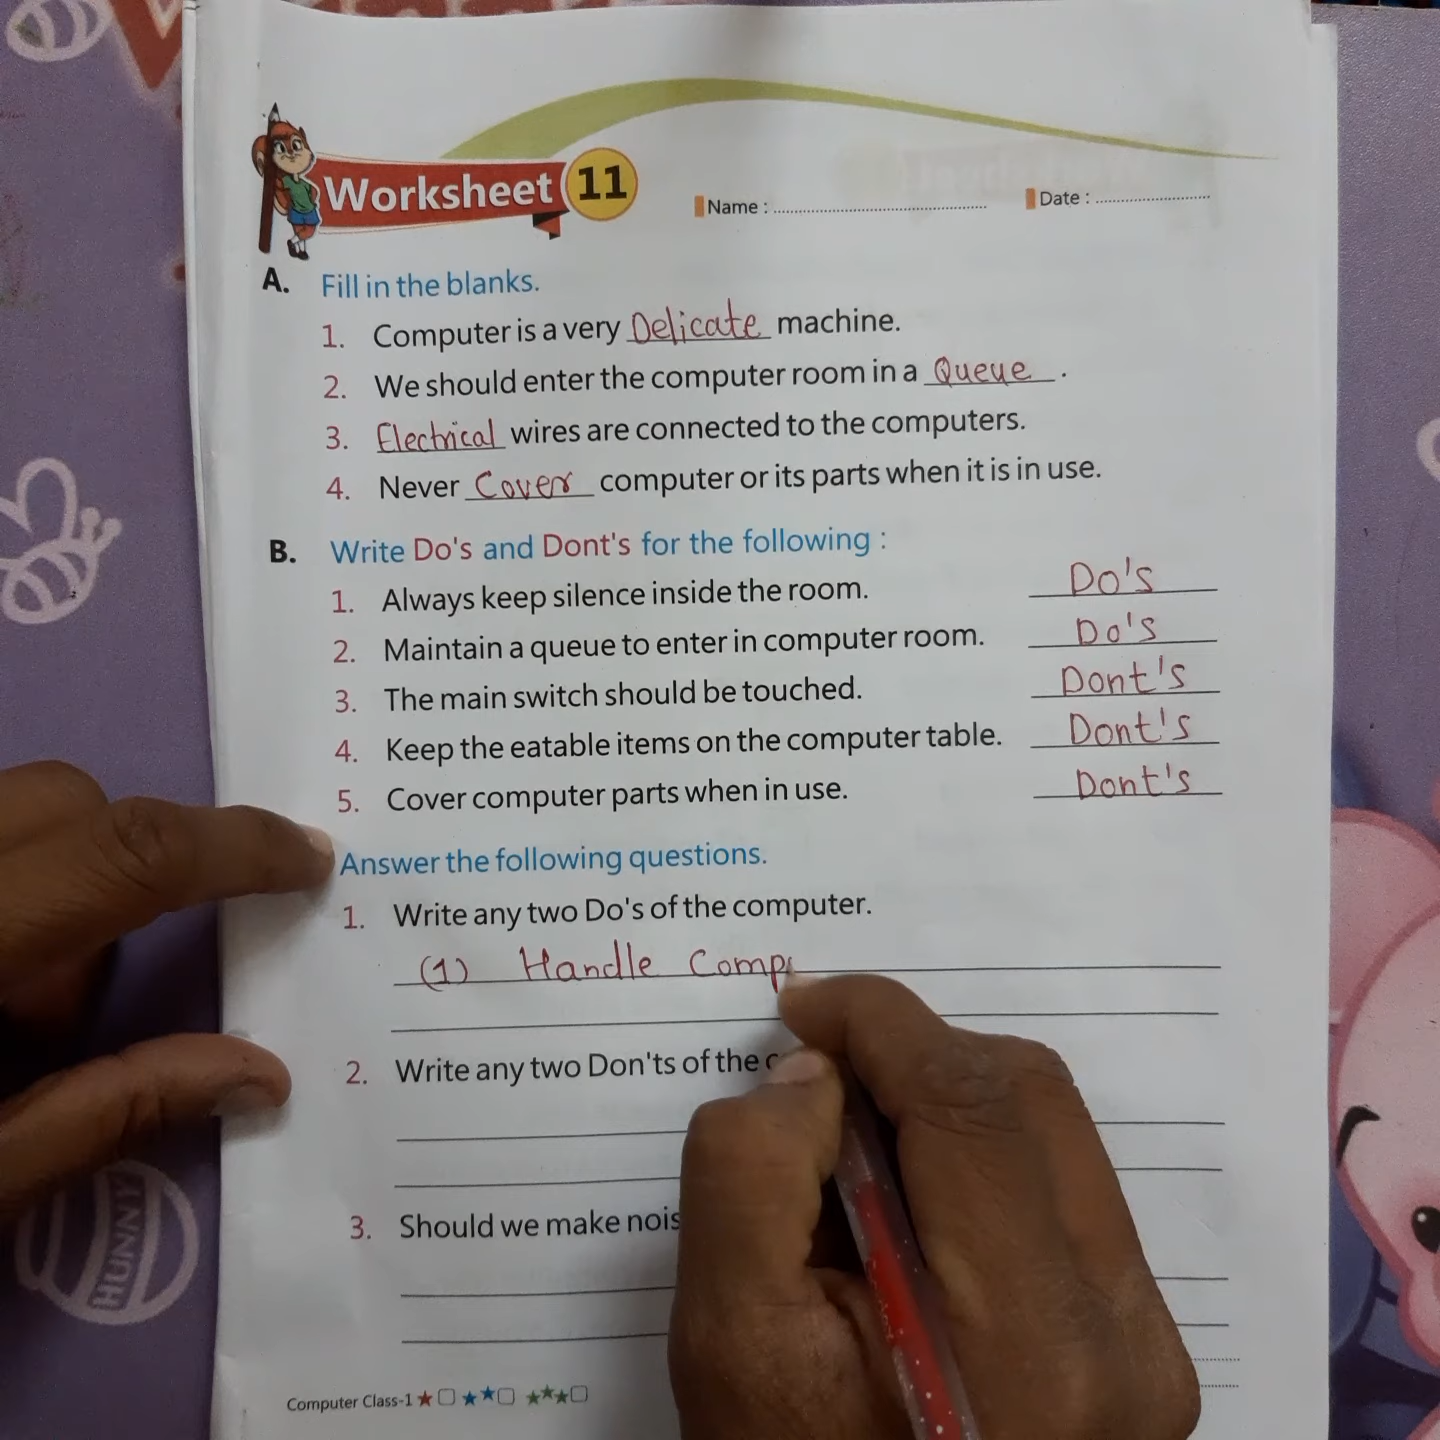 Worksheet 11
Name : Date :
A. Fill in the blanks.
1. Computer is a very Delicate machine.
2. We should enter the computer room in a Queue .
3. Electrical wires are connected to the computers.
4. Never Cover computer or its parts when it is in use.
B. Write Do's and Dont's for the following :
1. Always keep silence inside the room. Do's
2. Maintain a queue to enter in computer room. Do's
3. The main switch should be touched. Dont's
4. Keep the eatable items on the computer table. Dont's
5. Cover computer parts when in use. Dont's
Answer the following questions.
1. Write any two Do's of the computer.
(1) Handle Comp
2. Write any two Don'ts of the
3. Should we make nois
Computer Class-1
HUNNY